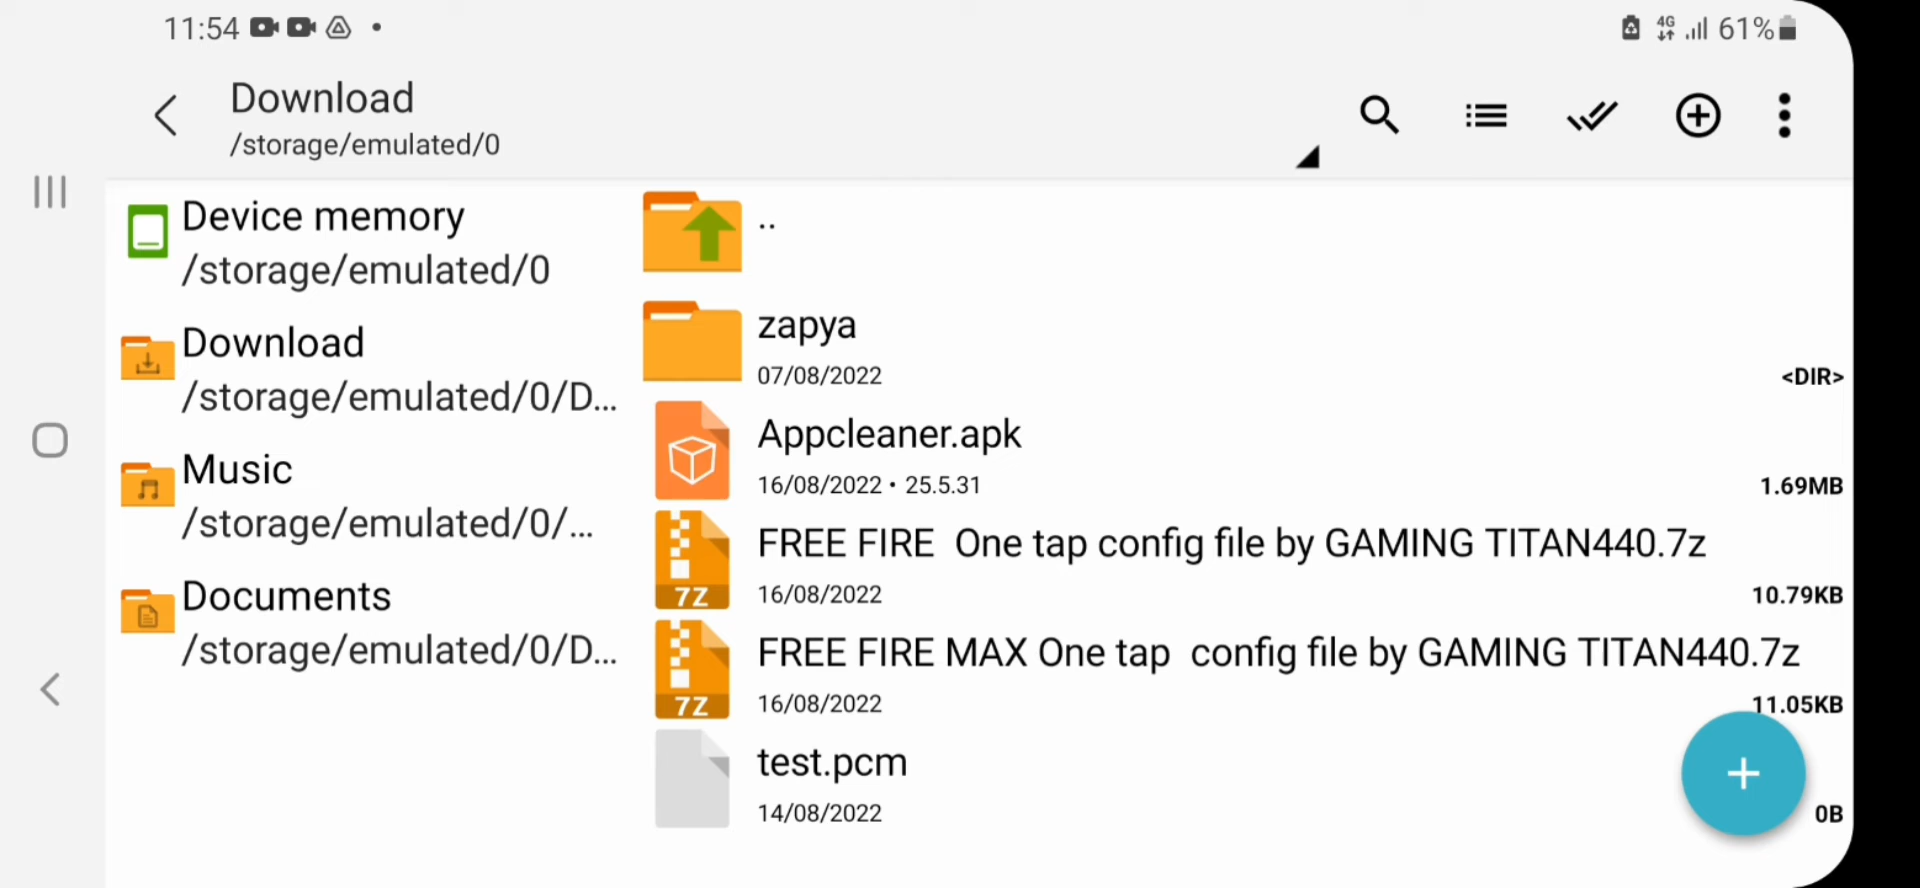 11:54
4G 61%
Download
/storage/emulated/0
Device memory
/storage/emulated/0
Download
/storage/emulated/0/D...
Music
/storage/emulated/0/...
Documents
/storage/emulated/0/D...
..
zapya
07/08/2022 <DIR>
Appcleaner.apk
16/08/2022 • 25.5.31 1.69MB
FREE FIRE  One tap config file by GAMING TITAN440.7z
7Z
16/08/2022 10.79KB
FREE FIRE MAX One tap  config file by GAMING TITAN440.7z
7Z
16/08/2022 11.05KB
test.pcm
14/08/2022 0B